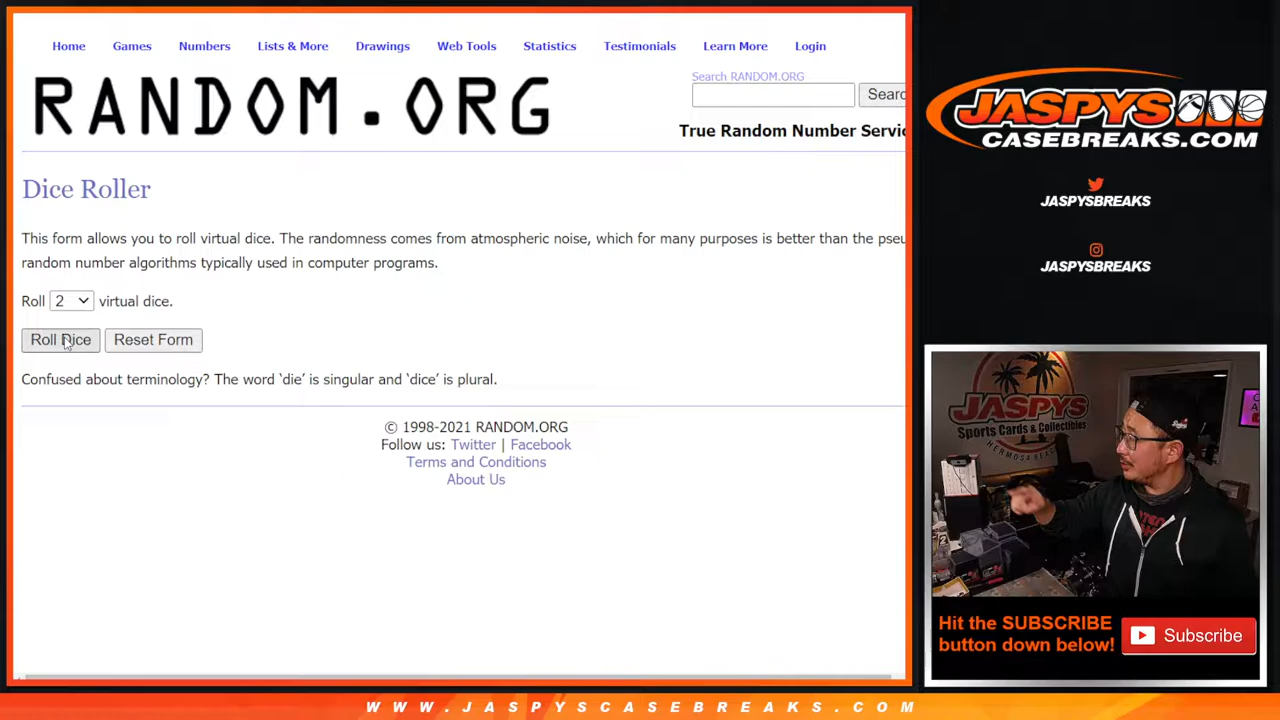 Home Games Numbers Lists & More Drawings Web Tools Statistics Testimonials Learn More Login
RANDOM.ORG
Search RANDOM.ORG
Searc
True Random Number Servic
Dice Roller
This form allows you to roll virtual dice. The randomness comes from atmospheric noise, which for many purposes is better than the pseu
random number algorithms typically used in computer programs.
Roll 2 virtual dice.
Roll Dice Reset Form
Confused about terminology? The word ‘die’ is singular and ‘dice’ is plural.
© 1998-2021 RANDOM.ORG
Follow us: Twitter | Facebook
Terms and Conditions
About Us
JASPYS
CASEBREAKS.COM
JASPYSBREAKS
JASPYSBREAKS
JASPYS
Sports Cards & Collectibles
HERMOSA BEAC
Hit the SUBSCRIBE
button down below!
Subscribe
WWW.JASPYSCASEBREAKS.COM